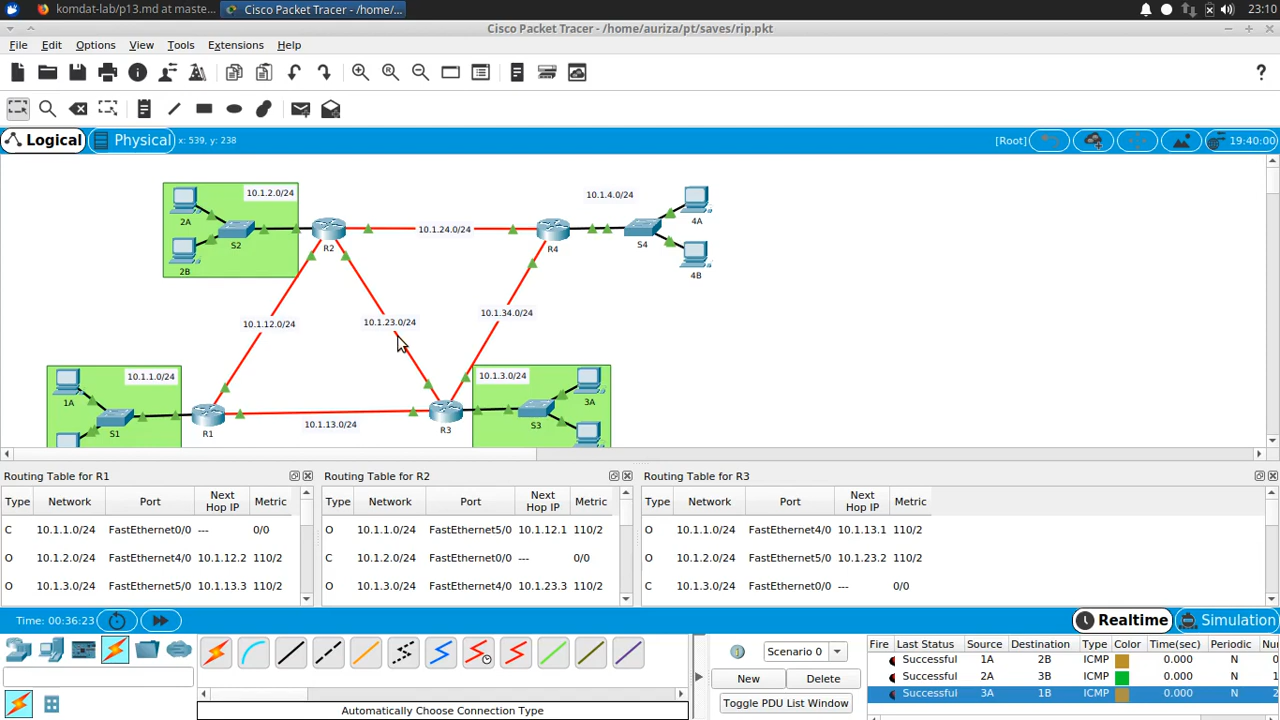 komdat-lab/p13.md at maste...
Cisco Packet Tracer - /home/...
23:10
Cisco Packet Tracer - /home/auriza/pt/saves/rip.pkt
File Edit Options View Tools Extensions Help
?
Logical
Physical
x: 539, y: 238
[Root]
19:40:00
10.1.2.0/24
2A
S2
2B
R2
10.1.24.0/24
R4
10.1.4.0/24
4A
S4
4B
10.1.12.0/24
10.1.23.0/24
10.1.34.0/24
10.1.1.0/24
1A
S1
R1
10.1.13.0/24
R3
10.1.3.0/24
3A
S3
Routing Table for R1
Type Network Port Next Hop IP Metric
C 10.1.1.0/24 FastEthernet0/0 --- 0/0
O 10.1.2.0/24 FastEthernet4/0 10.1.12.2 110/2
O 10.1.3.0/24 FastEthernet5/0 10.1.13.3 110/2
Routing Table for R2
Type Network Port Next Hop IP Metric
O 10.1.1.0/24 FastEthernet5/0 10.1.12.1 110/2
C 10.1.2.0/24 FastEthernet0/0 --- 0/0
O 10.1.3.0/24 FastEthernet4/0 10.1.23.3 110/2
Routing Table for R3
Type Network Port Next Hop IP Metric
O 10.1.1.0/24 FastEthernet4/0 10.1.13.1 110/2
O 10.1.2.0/24 FastEthernet5/0 10.1.23.2 110/2
C 10.1.3.0/24 FastEthernet0/0 --- 0/0
Time: 00:36:23
Realtime
Simulation
Automatically Choose Connection Type
Scenario 0
New
Delete
Toggle PDU List Window
Fire Last Status Source Destination Type Color Time(sec) Periodic Nu
Successful 1A 2B ICMP 0.000 N 0
Successful 2A 3B ICMP 0.000 N 1
Successful 3A 1B ICMP 0.000 N 2